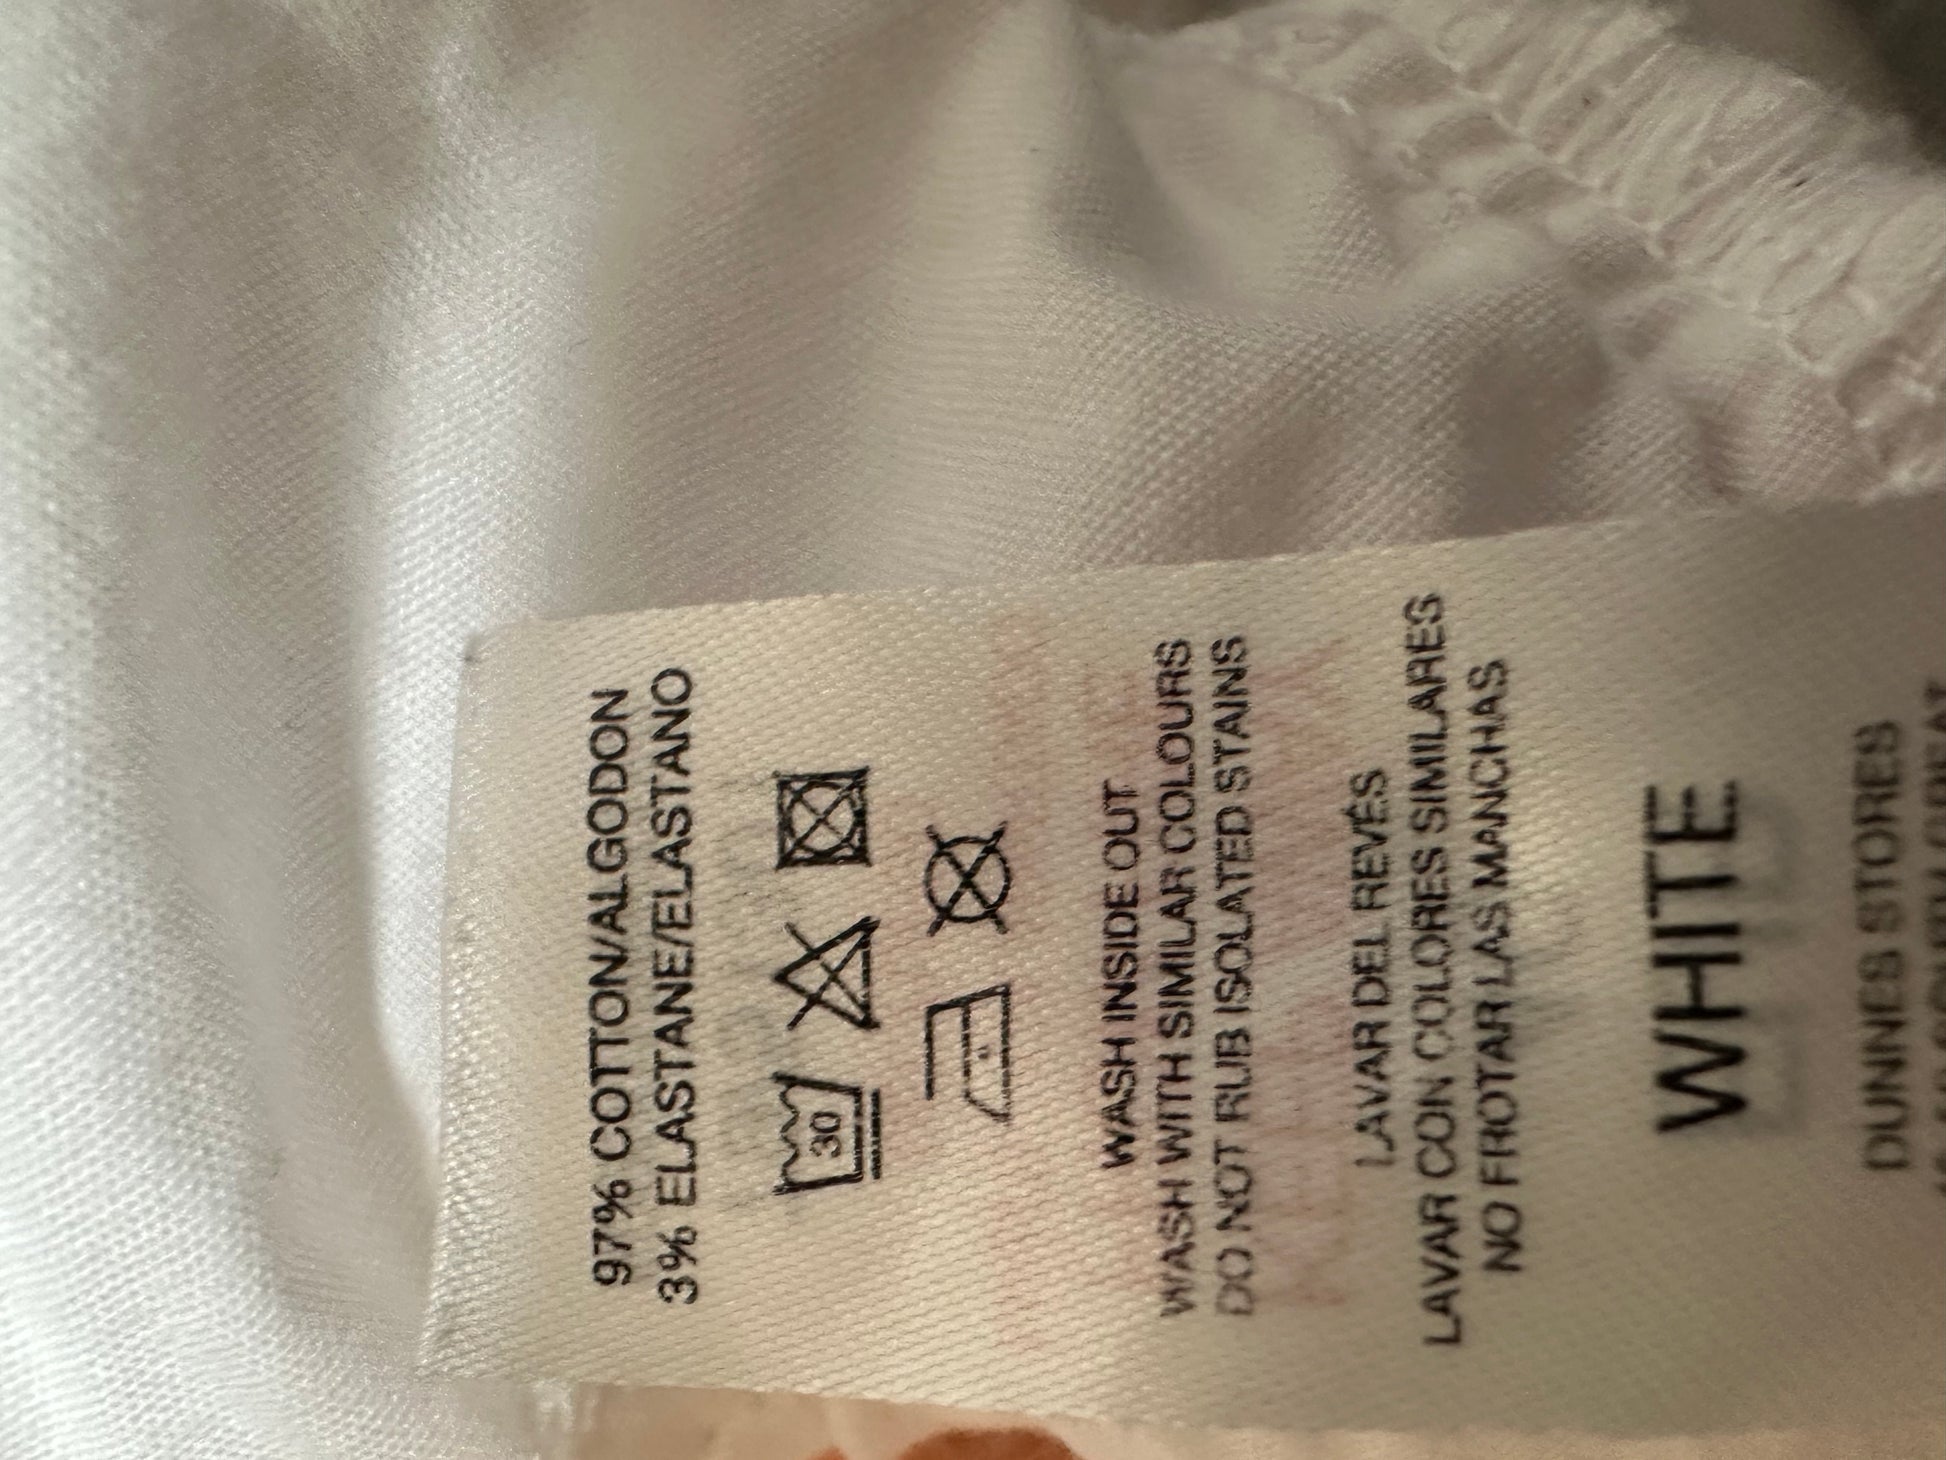 97% COTTON/ALGODON
3% ELASTANE/ELASTANO
30
WASH INSIDE OUT
WASH WITH SIMILAR COLOURS
DO NOT RUB ISOLATED STAINS
LAVAR DEL REVÉS
LAVAR CON COLORES SIMILARES
NO FROTAR LAS MANCHAS
WHITE
DUNNES STORES